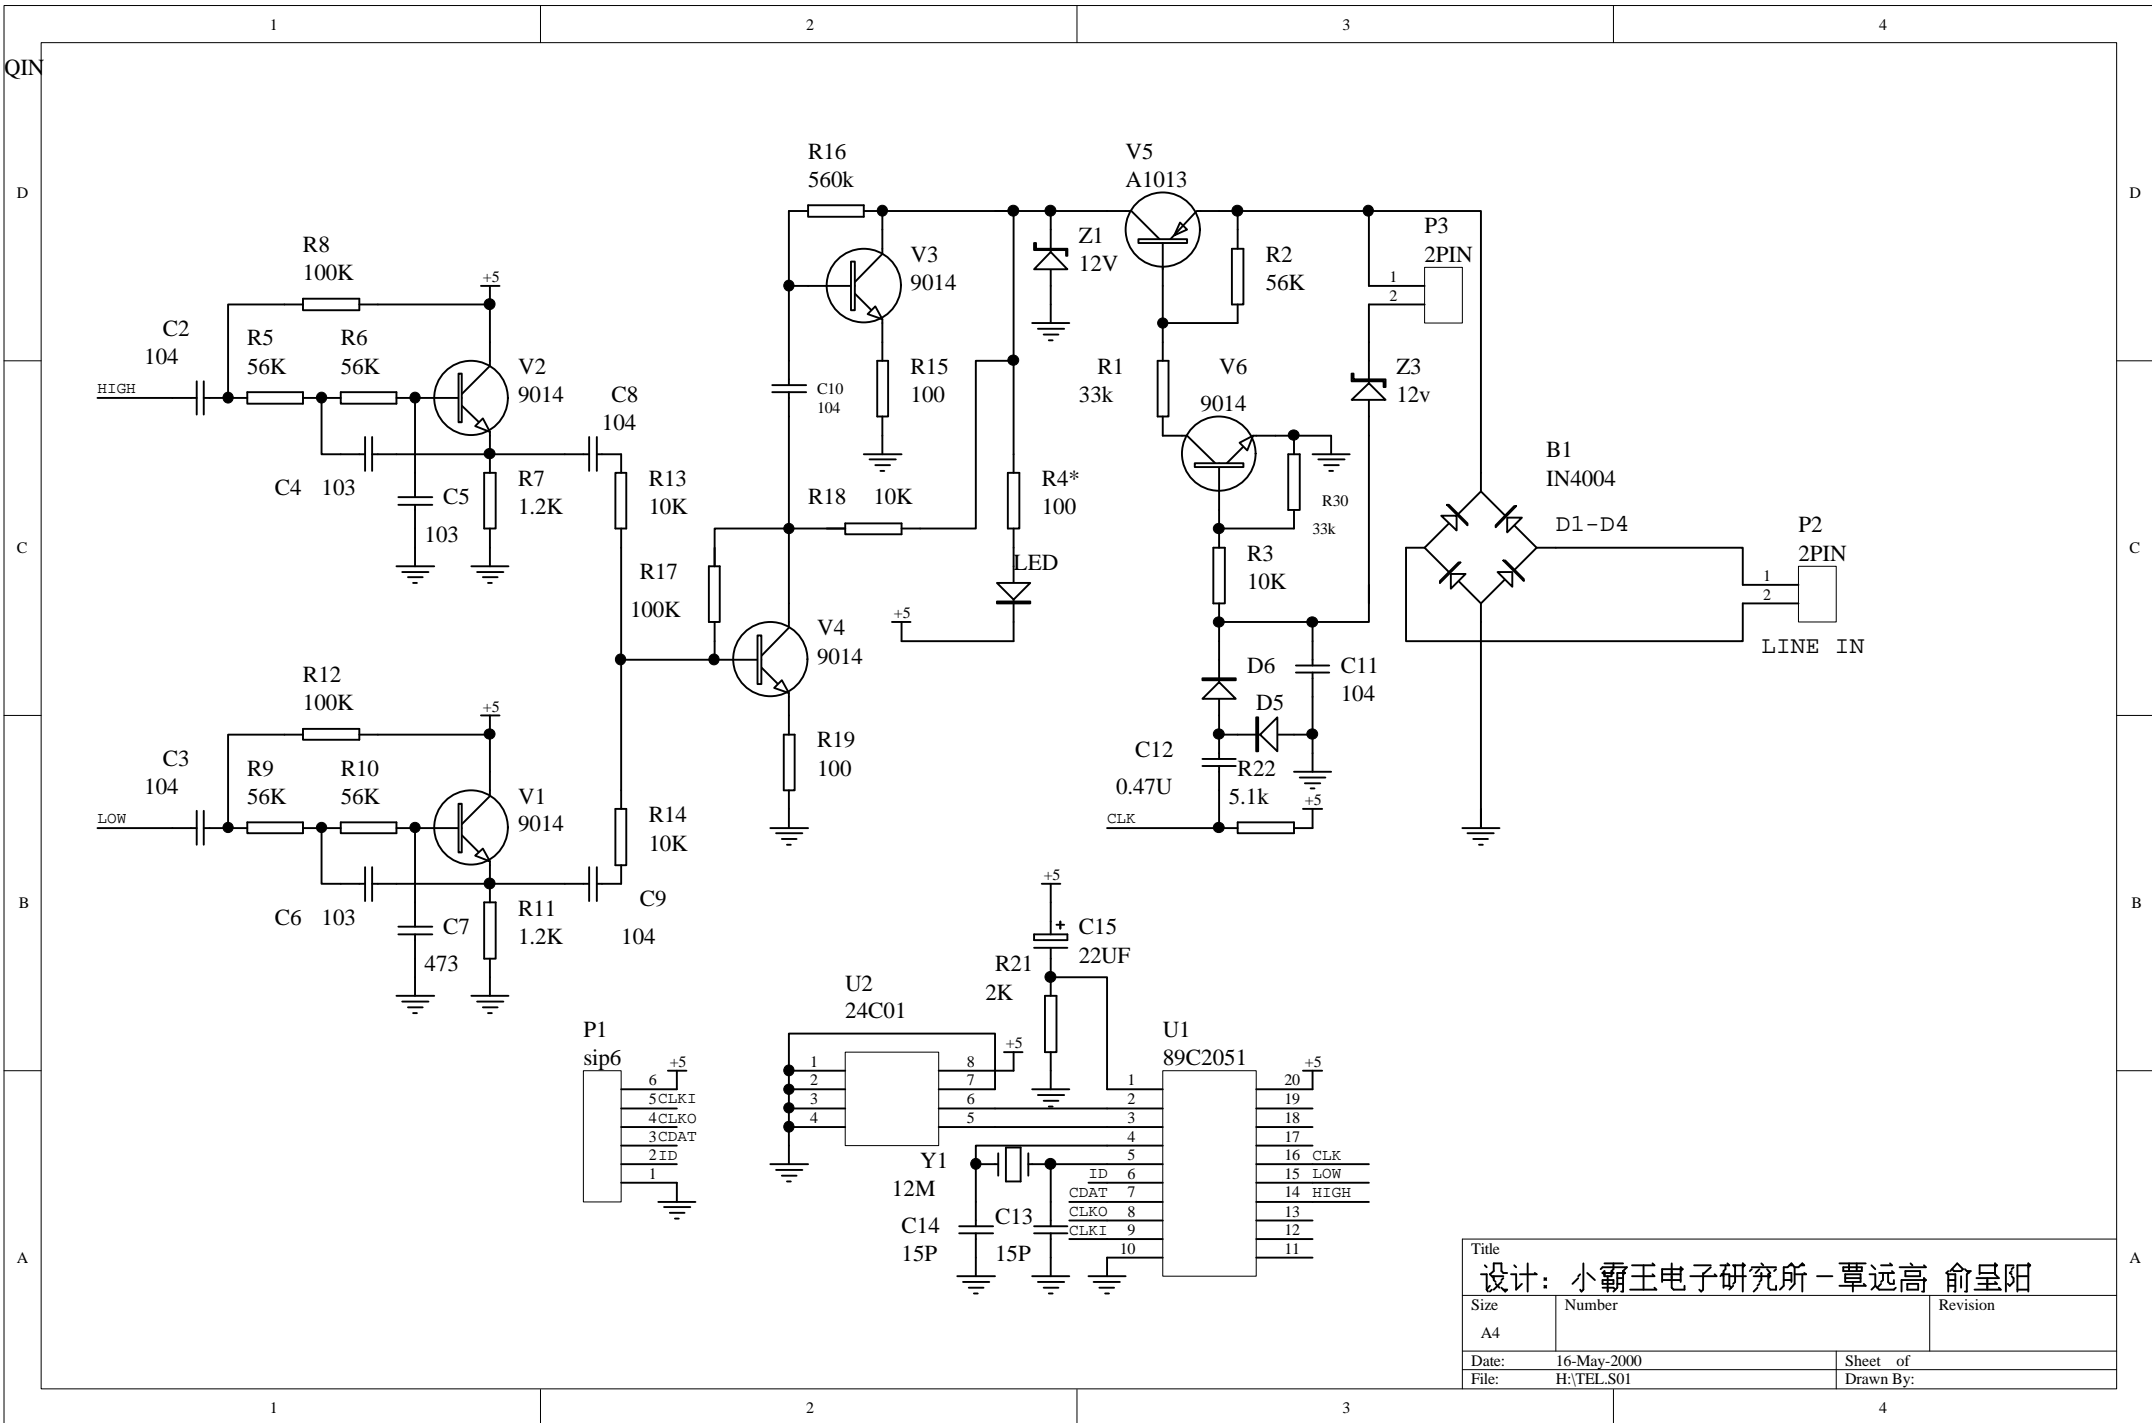 1 2 3 4
QIN
D D
C C
B B
A A
R16
560k
V5
A1013
P3
2PIN
1
2
R8
100K
+5
V3
9014
Z1
12V
R2
56K
C2
104
R5
56K
R6
56K
V2
9014
HIGH
C8
104
C10
104
R15
100
R1
33k
V6
9014
Z3
12v
C4 103
C5
103
R7
1.2K
R13
10K
R18 10K
R4*
100
R30
33k
B1
IN4004
D1-D4
P2
2PIN
1
2
LINE IN
R17
100K
LED
+5
R3
10K
V4
9014
D6
C11
104
D5
R12
100K
+5
C3
104
R9
56K
R10
56K
V1
9014
LOW
R19
100
C12
0.47U
R22
5.1k
+5
CLK
R14
10K
C6 103
C7
473
R11
1.2K
C9
104
+5
+
C15
22UF
R21
2K
U2
24C01
+5
1 8
2 7
3 6
4 5
P1
sip6
+5
6
5 CLKI
4 CLKO
3 CDAT
2 ID
1
U1
89C2051
+5
1 20
2 19
3 18
4 17
5 16 CLK
ID 6 15 LOW
CDAT 7 14 HIGH
CLKO 8 13
CLKI 9 12
10 11
Y1
12M
C14
15P
C13
15P
Title
设计：小霸王电子研究所－覃远高 俞呈阳
Size Number Revision
A4
Date: 16-May-2000 Sheet of
File: H:\TEL.S01 Drawn By:
1 2 3 4